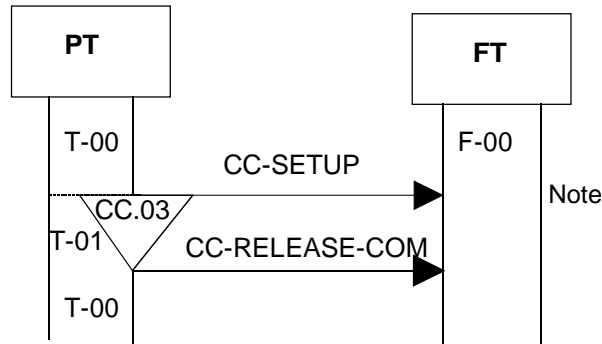 PT
FT
T-00
F-00
CC-SETUP
Note
CC.03
T-01
CC-RELEASE-COM
T-00